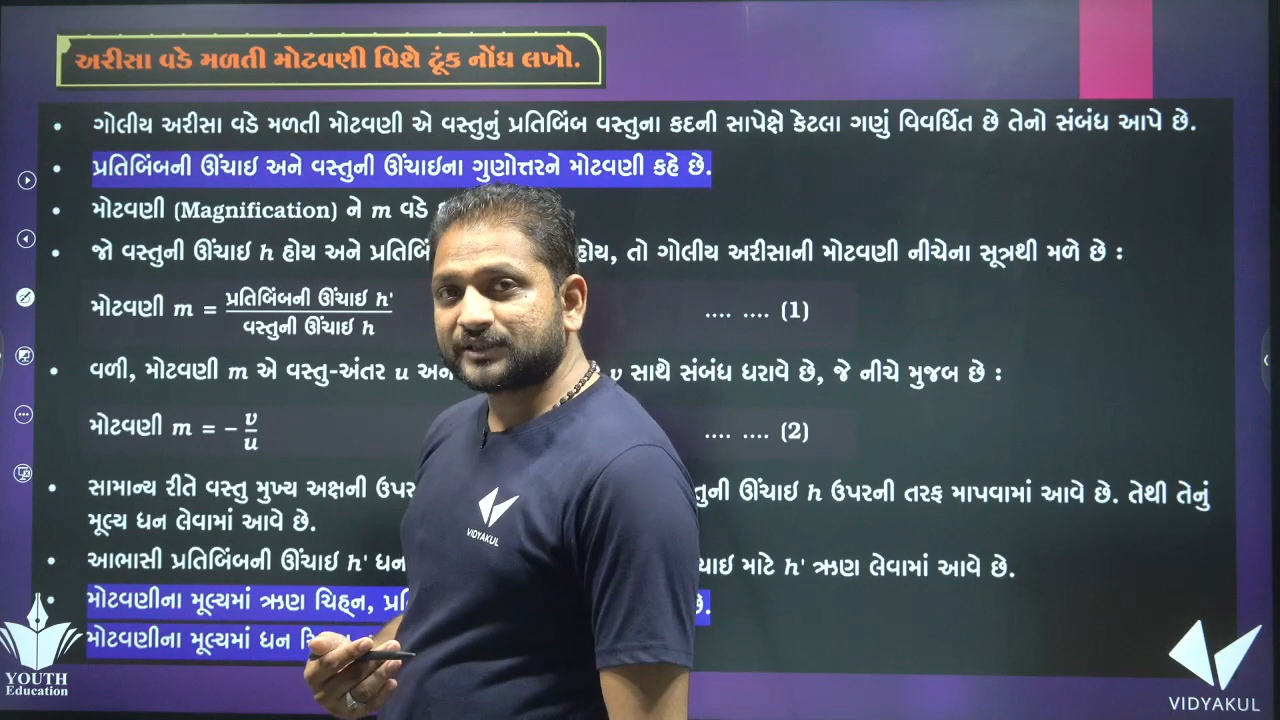 અરીસા વડે મળતી મોટવણી વિશે ટૂંક નોંધ લખો.
• ગોલીય અરીસા વડે મળતી મોટવણી એ વસ્તુનું પ્રતિબિંબ વસ્તુના કદની સાપેક્ષે કેટલા ગણું વિવર્ધિત છે તેનો સંબંધ આપે છે.
• પ્રતિબિંબની ઊંચાઇ અને વસ્તુની ઊંચાઇના ગુણોત્તરને મોટવણી કહે છે.
• મોટવણી (Magnification) ને m વડે
• જો વસ્તુની ઊંચાઇ h હોય અને હોય, તો ગોલીય અરીસાની મોટવણી નીચેના સૂત્રથી મળે છે :
મોટવણી m = પ્રતિબિંબની ઊંચાઇ h' / વસ્તુની ઊંચાઇ h .... .... (1)
• વળી, મોટવણી m એ વસ્તુ-અંતર u v સાથે સંબંધ ધરાવે છે, જે નીચે મુજબ છે :
મોટવણી m = - v/u .... .... (2)
• સામાન્ય રીતે વસ્તુ મુખ્ય અક્ષની ઊંચાઇ h ઉપરની તરફ માપવામાં આવે છે. તેથી તેનું
મૂલ્ય ધન લેવામાં આવે છે.
• આભાસી પ્રતિબિંબની ઊંચાઇ h' ધન માટે h' ઋણ લેવામાં આવે છે.
• મોટવણીના મૂલ્યમાં ઋણ ચિહ્ન, છે.
મોટવણીના મૂલ્યમાં ધન
YOUTH
Education
VIDYAKUL
VIDYAKUL